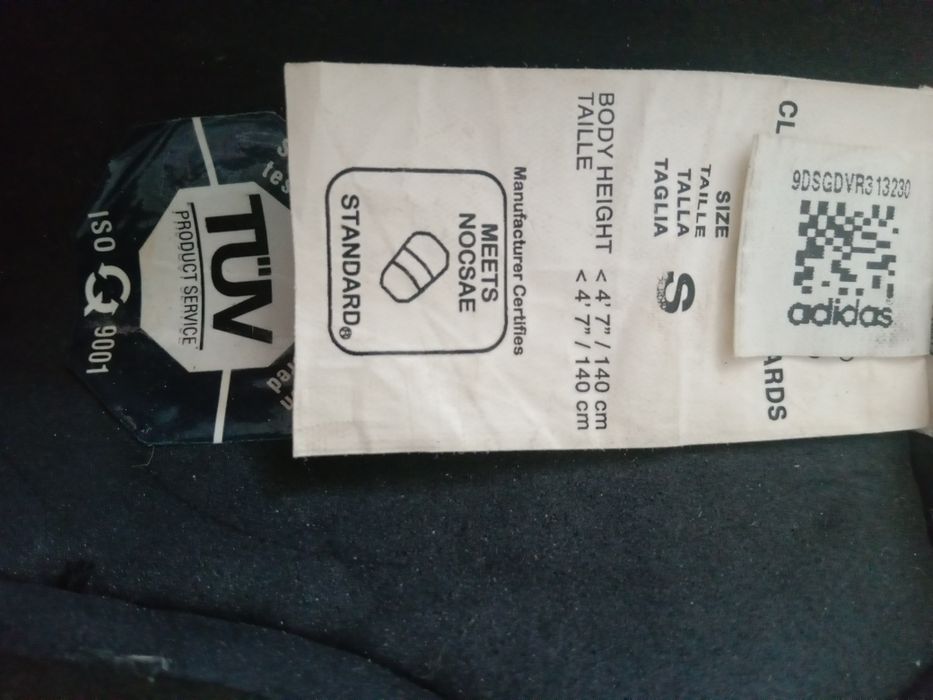 9DSGDVR313230
adidas
CL
ARDS
SIZE
TAILLE
TALLA
TAGLIA
S
BODY HEIGHT < 4' 7" / 140 cm
TAILLE < 4' 7" / 140 cm
Manufacturer Certifies
MEETS
NOCSAE
STANDARD®
TÜV
PRODUCT SERVICE
ISO 9001